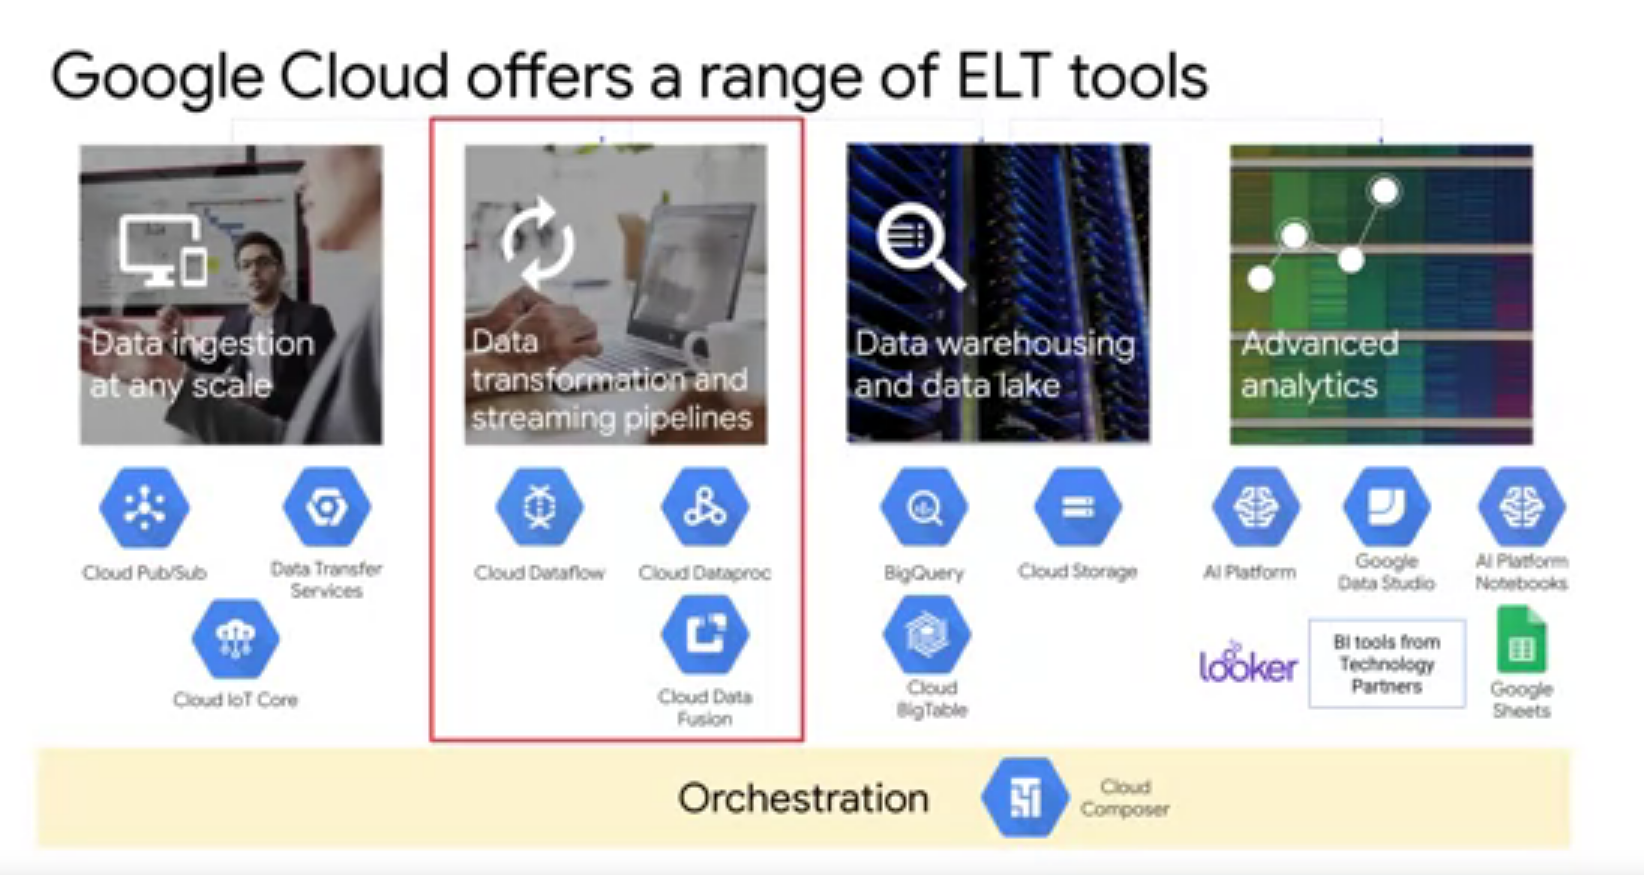 Google Cloud offers a range of ELT tools
Data ingestion
at any scale
Cloud Pub/Sub
Data Transfer
Services
Cloud IoT Core
Data
transformation and
streaming pipelines
Cloud Dataflow
Cloud Dataproc
Cloud Data
Fusion
Data warehousing
and data lake
BigQuery
Cloud Storage
Cloud
BigTable
Advanced
analytics
AI Platform
Google
Data Studio
AI Platform
Notebooks
looker
BI tools from
Technology
Partners
Google
Sheets
Orchestration
Cloud
Composer